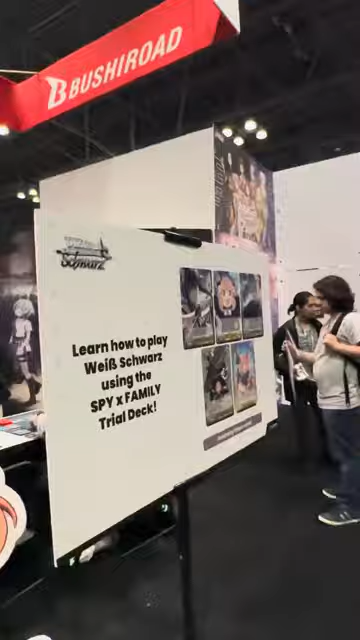 BUSHIROAD
Weiß
Schwarz
Learn how to play
Weiß Schwarz
using the
SPY x FAMILY
Trial Deck!